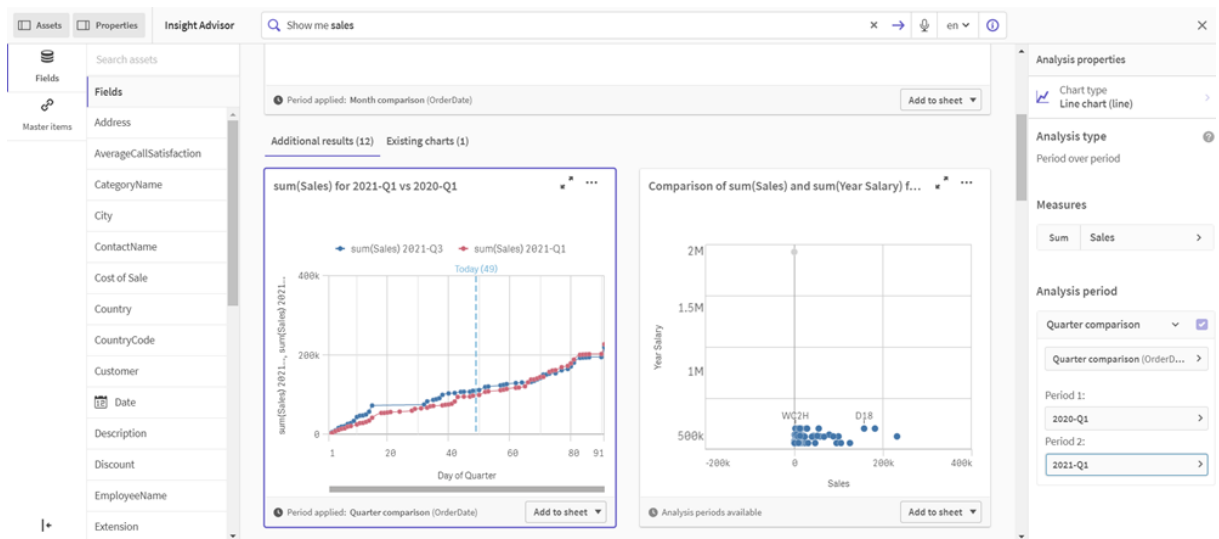 Assets Properties Insight Advisor Show me sales en
Fields
Master items
Search assets
Fields
Address
AverageCallSatisfaction
CategoryName
City
ContactName
Cost of Sale
Country
CountryCode
Customer
Date
Description
Discount
EmployeeName
Extension
Period applied: Month comparison (OrderDate) Add to sheet
Additional results (12) Existing charts (1)
sum(Sales) for 2021-Q1 vs 2020-Q1
sum(Sales) 2021-Q3 sum(Sales) 2021-Q1
Today (49)
sum(Sales) 2021..., sum(Sales) 2021...
400k
200k
0
1 20 40 60 80 91
Day of Quarter
Period applied: Quarter comparison (OrderDate) Add to sheet
Comparison of sum(Sales) and sum(Year Salary) f...
Year Salary
2M
1.5M
1M
500k
WC2H D18
-200k 0 200k 400k
Sales
Analysis periods available Add to sheet
Analysis properties
Chart type
Line chart (line)
Analysis type
Period over period
Measures
Sum Sales
Analysis period
Quarter comparison
Quarter comparison (OrderD...
Period 1:
2020-Q1
Period 2:
2021-Q1